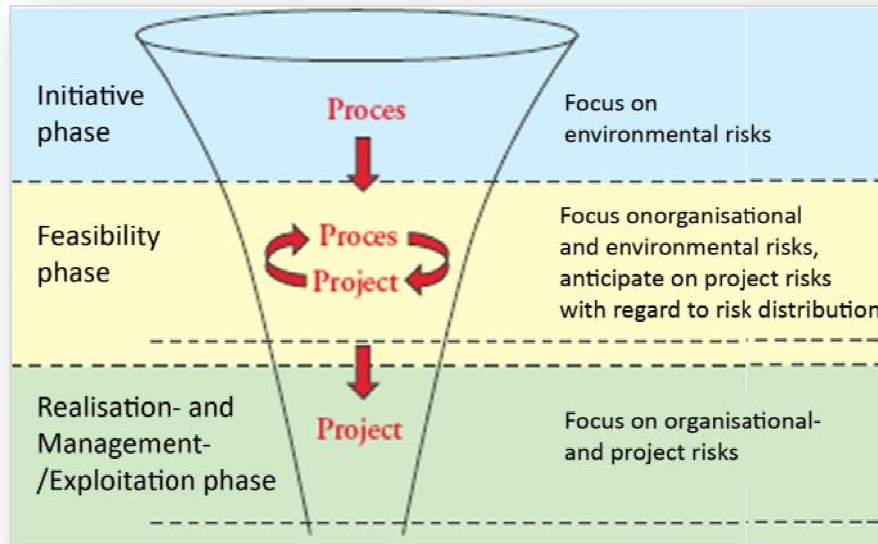 Initiative
phase
Proces
Focus on
environmental risks
Feasibility
phase
Proces
Project
Focus onorganisational
and environmental risks,
anticipate on project risks
with regard to risk distribution
Realisation- and
Management-
/Exploitation phase
Project
Focus on organisational-
and project risks